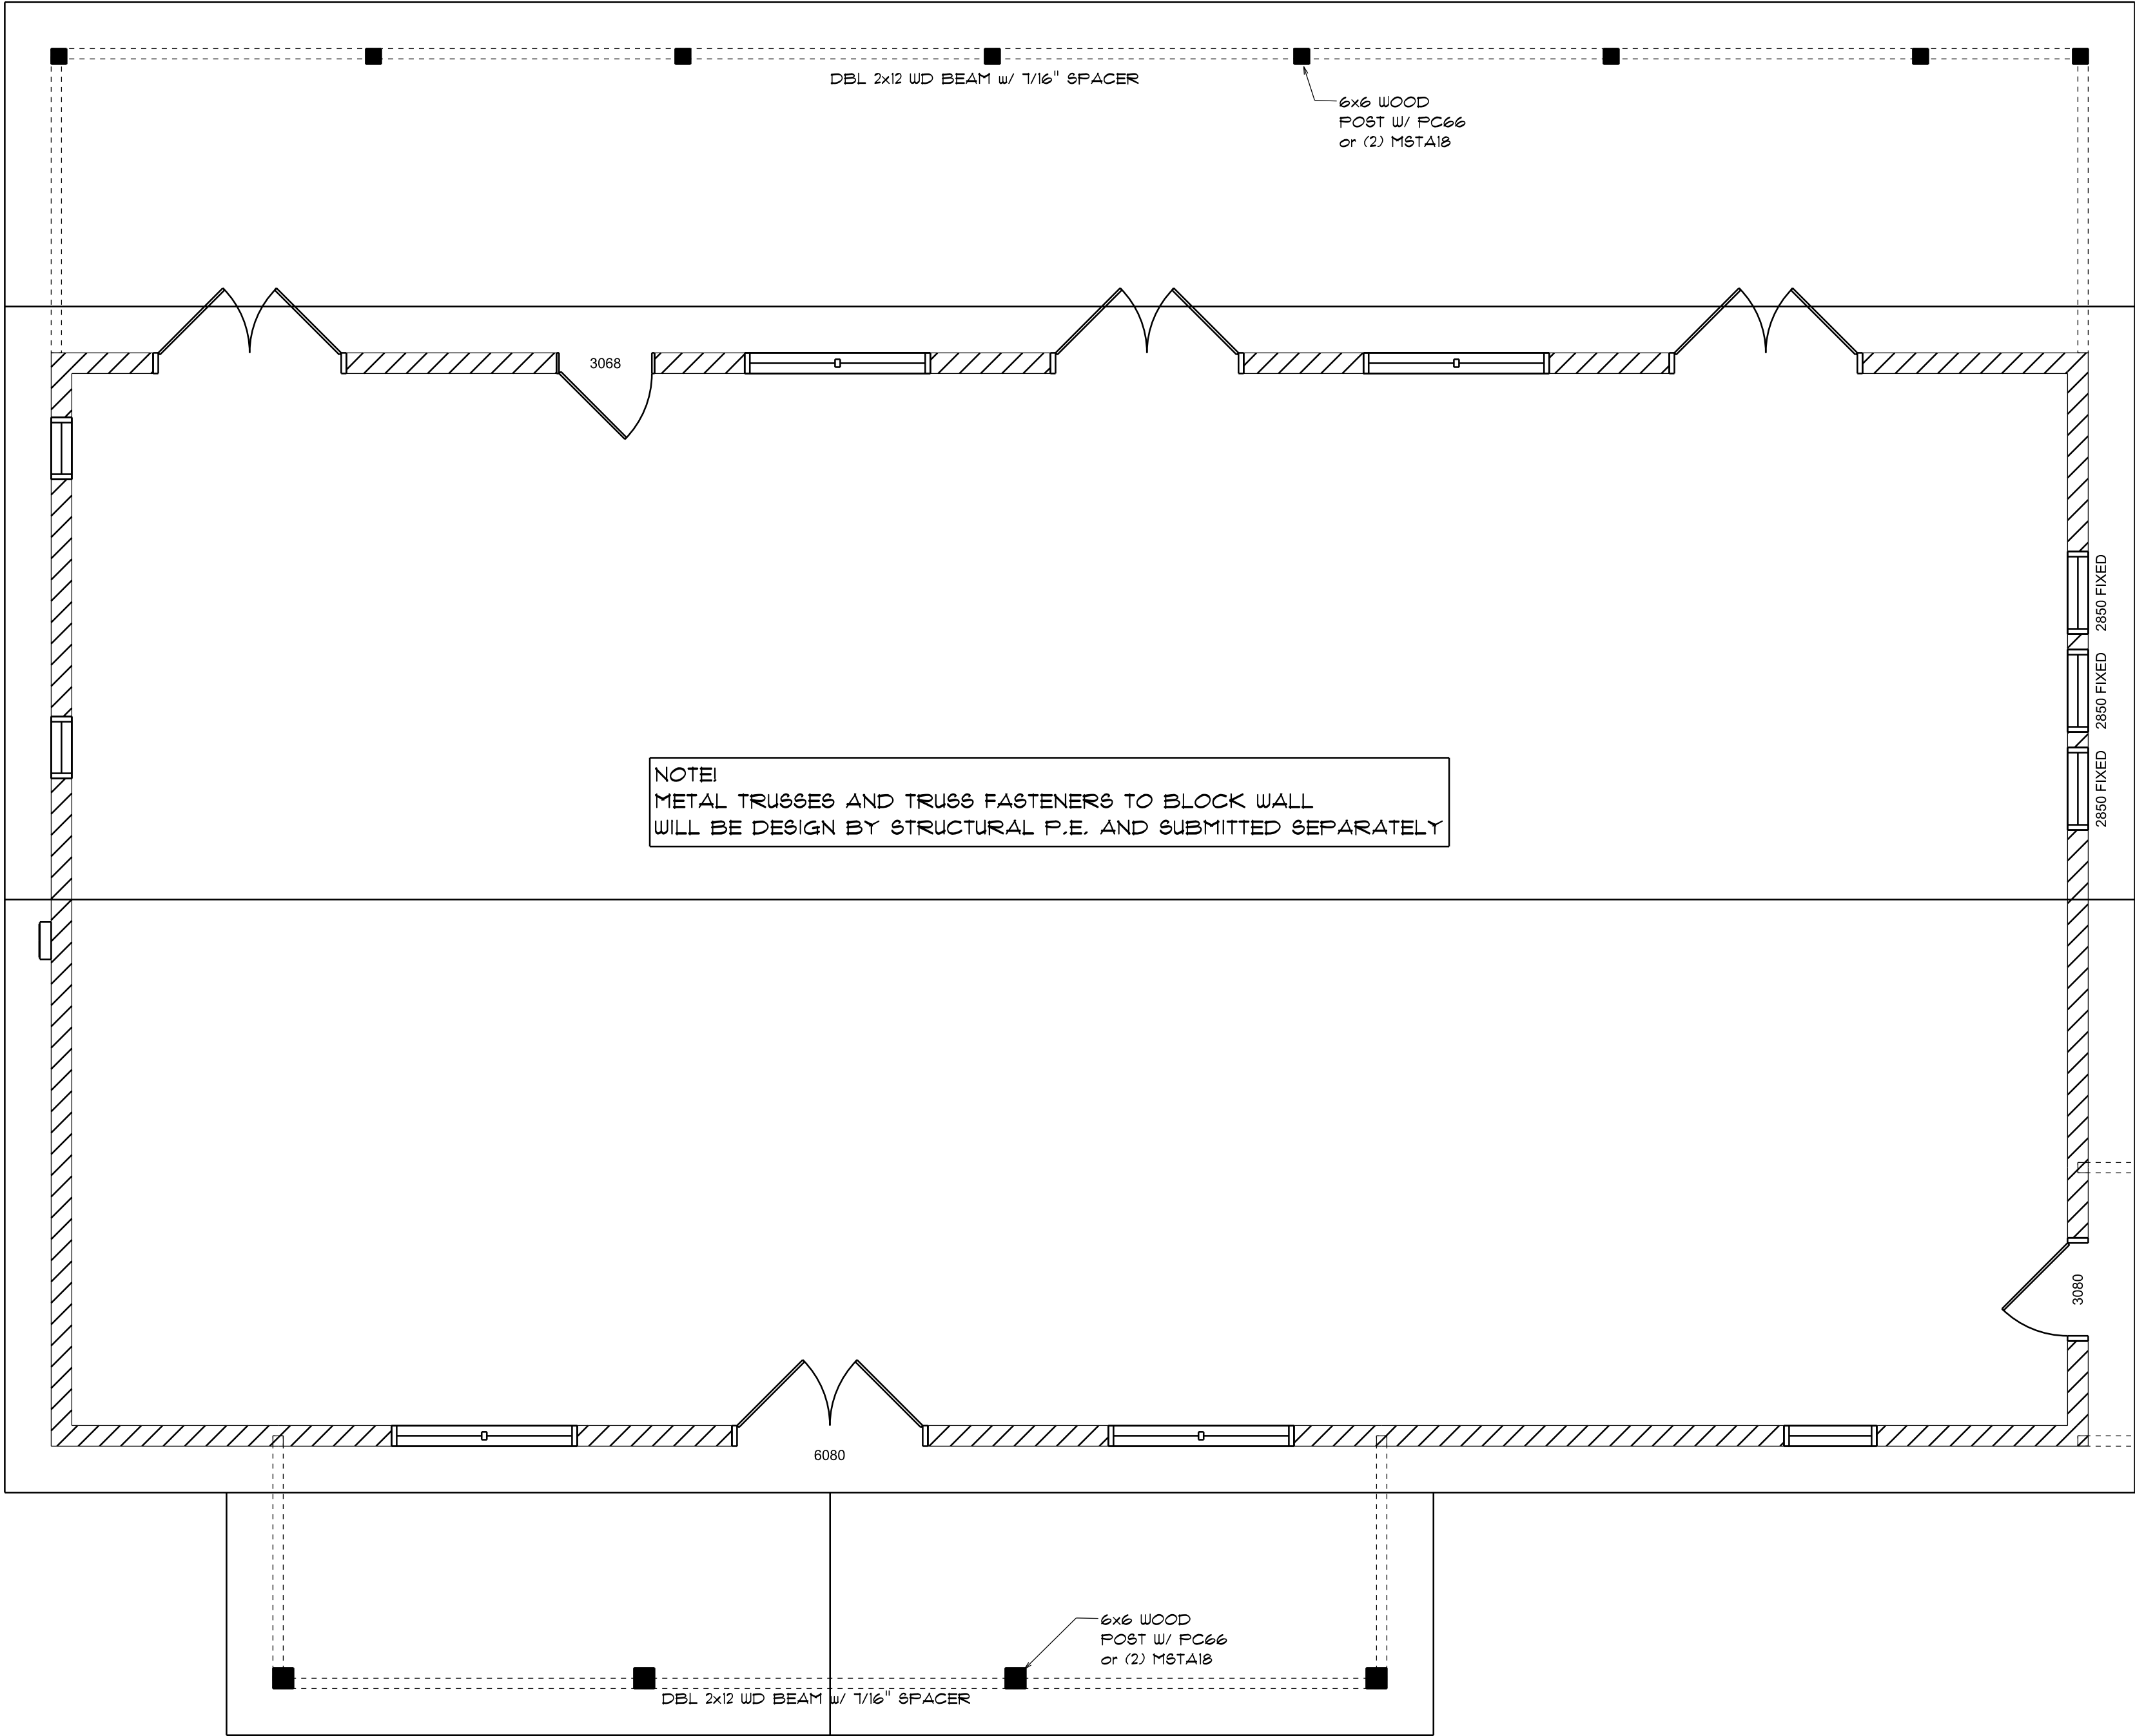 DBL 2x12 WD BEAM w/ 7/16" SPACER
6x6 WOOD
POST W/ PC66
or (2) MSTA18
3068
2850 FIXED
2850 FIXED
2850 FIXED
NOTE!
METAL TRUSSES AND TRUSS FASTENERS TO BLOCK WALL
WILL BE DESIGN BY STRUCTURAL P.E. AND SUBMITTED SEPARATELY
3080
6080
6x6 WOOD
POST W/ PC66
or (2) MSTA18
DBL 2x12 WD BEAM w/ 7/16" SPACER